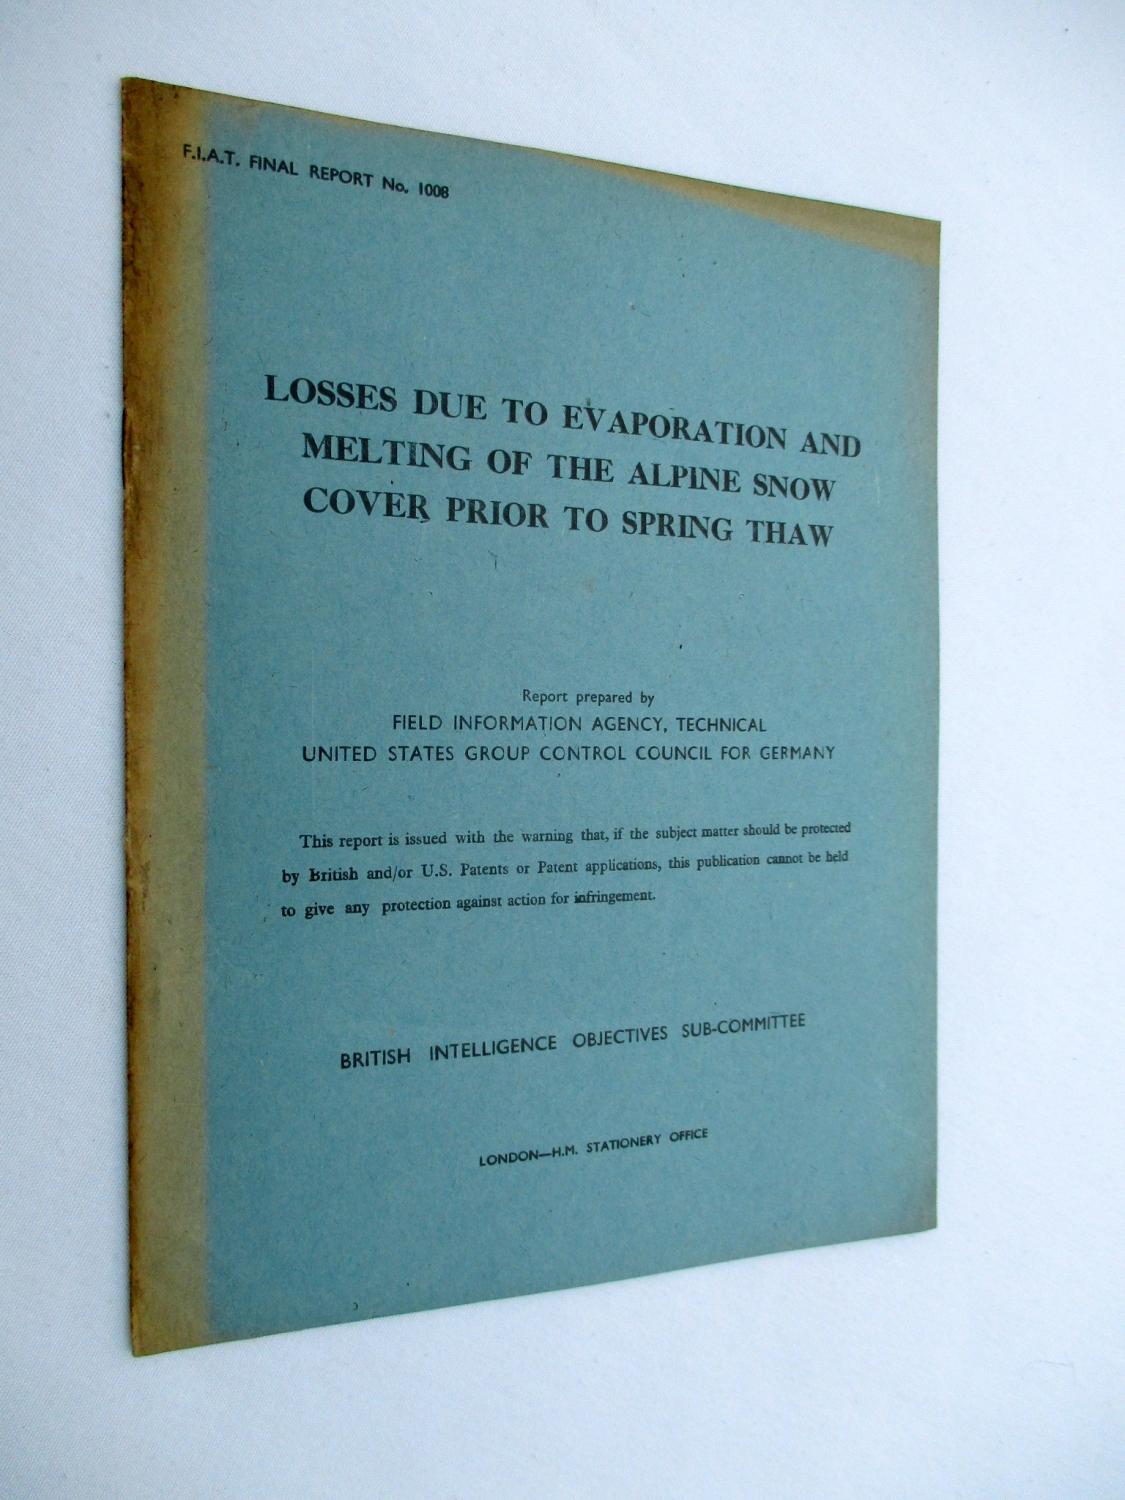 F.I.A.T. FINAL REPORT No. 1008
LOSSES DUE TO EVAPORATION AND
MELTING OF THE ALPINE SNOW
COVER PRIOR TO SPRING THAW
Report prepared by
FIELD INFORMATION AGENCY, TECHNICAL
UNITED STATES GROUP CONTROL COUNCIL FOR GERMANY
This report is issued with the warning that, if the subject matter should be protected
by British and/or U.S. Patents or Patent applications, this publication cannot be held
to give any protection against action for infringement.
BRITISH INTELLIGENCE OBJECTIVES SUB-COMMITTEE
LONDON—H.M. STATIONERY OFFICE